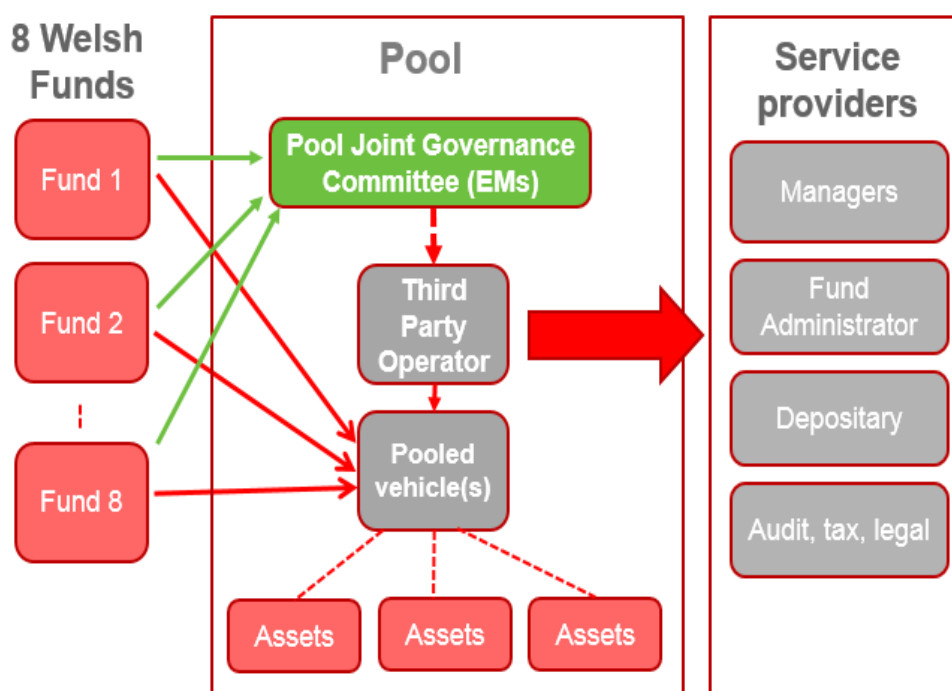 8 Welsh
Funds
Fund 1
Fund 2
Fund 8
Pool
Pool Joint Governance
Committee (EMs)
Third
Party
Operator
Pooled
vehicle(s)
Assets
Assets
Assets
Service
providers
Managers
Fund
Administrator
Depositary
Audit, tax, legal